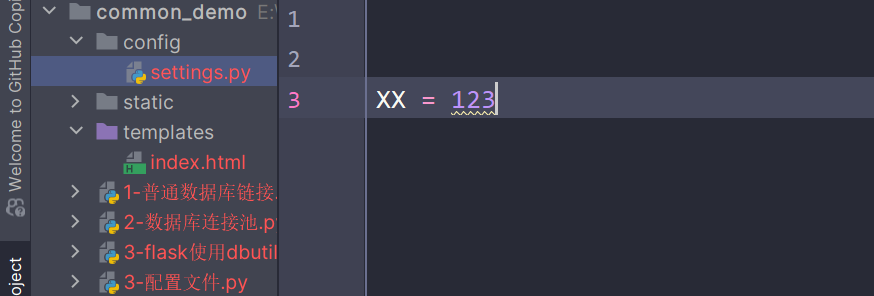 common_demo E:\
config
settings.py
static
templates
index.html
1-普通数据库链接.
2-数据库连接池.py
3-flask使用dbutil
3-配置文件.py
1
2
3 XX = 123
Welcome to GitHub Copi
oject